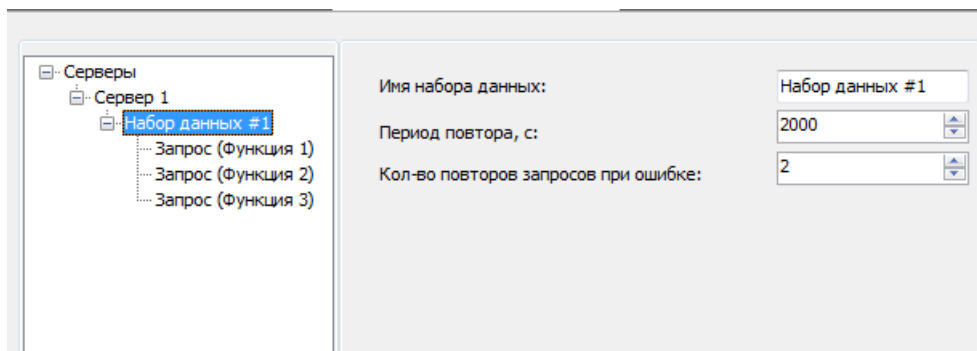 Серверы
Сервер 1
Набор данных #1
Запрос (Функция 1)
Запрос (Функция 2)
Запрос (Функция 3)
Имя набора данных: Набор данных #1
Период повтора, с: 2000
Кол-во повторов запросов при ошибке: 2